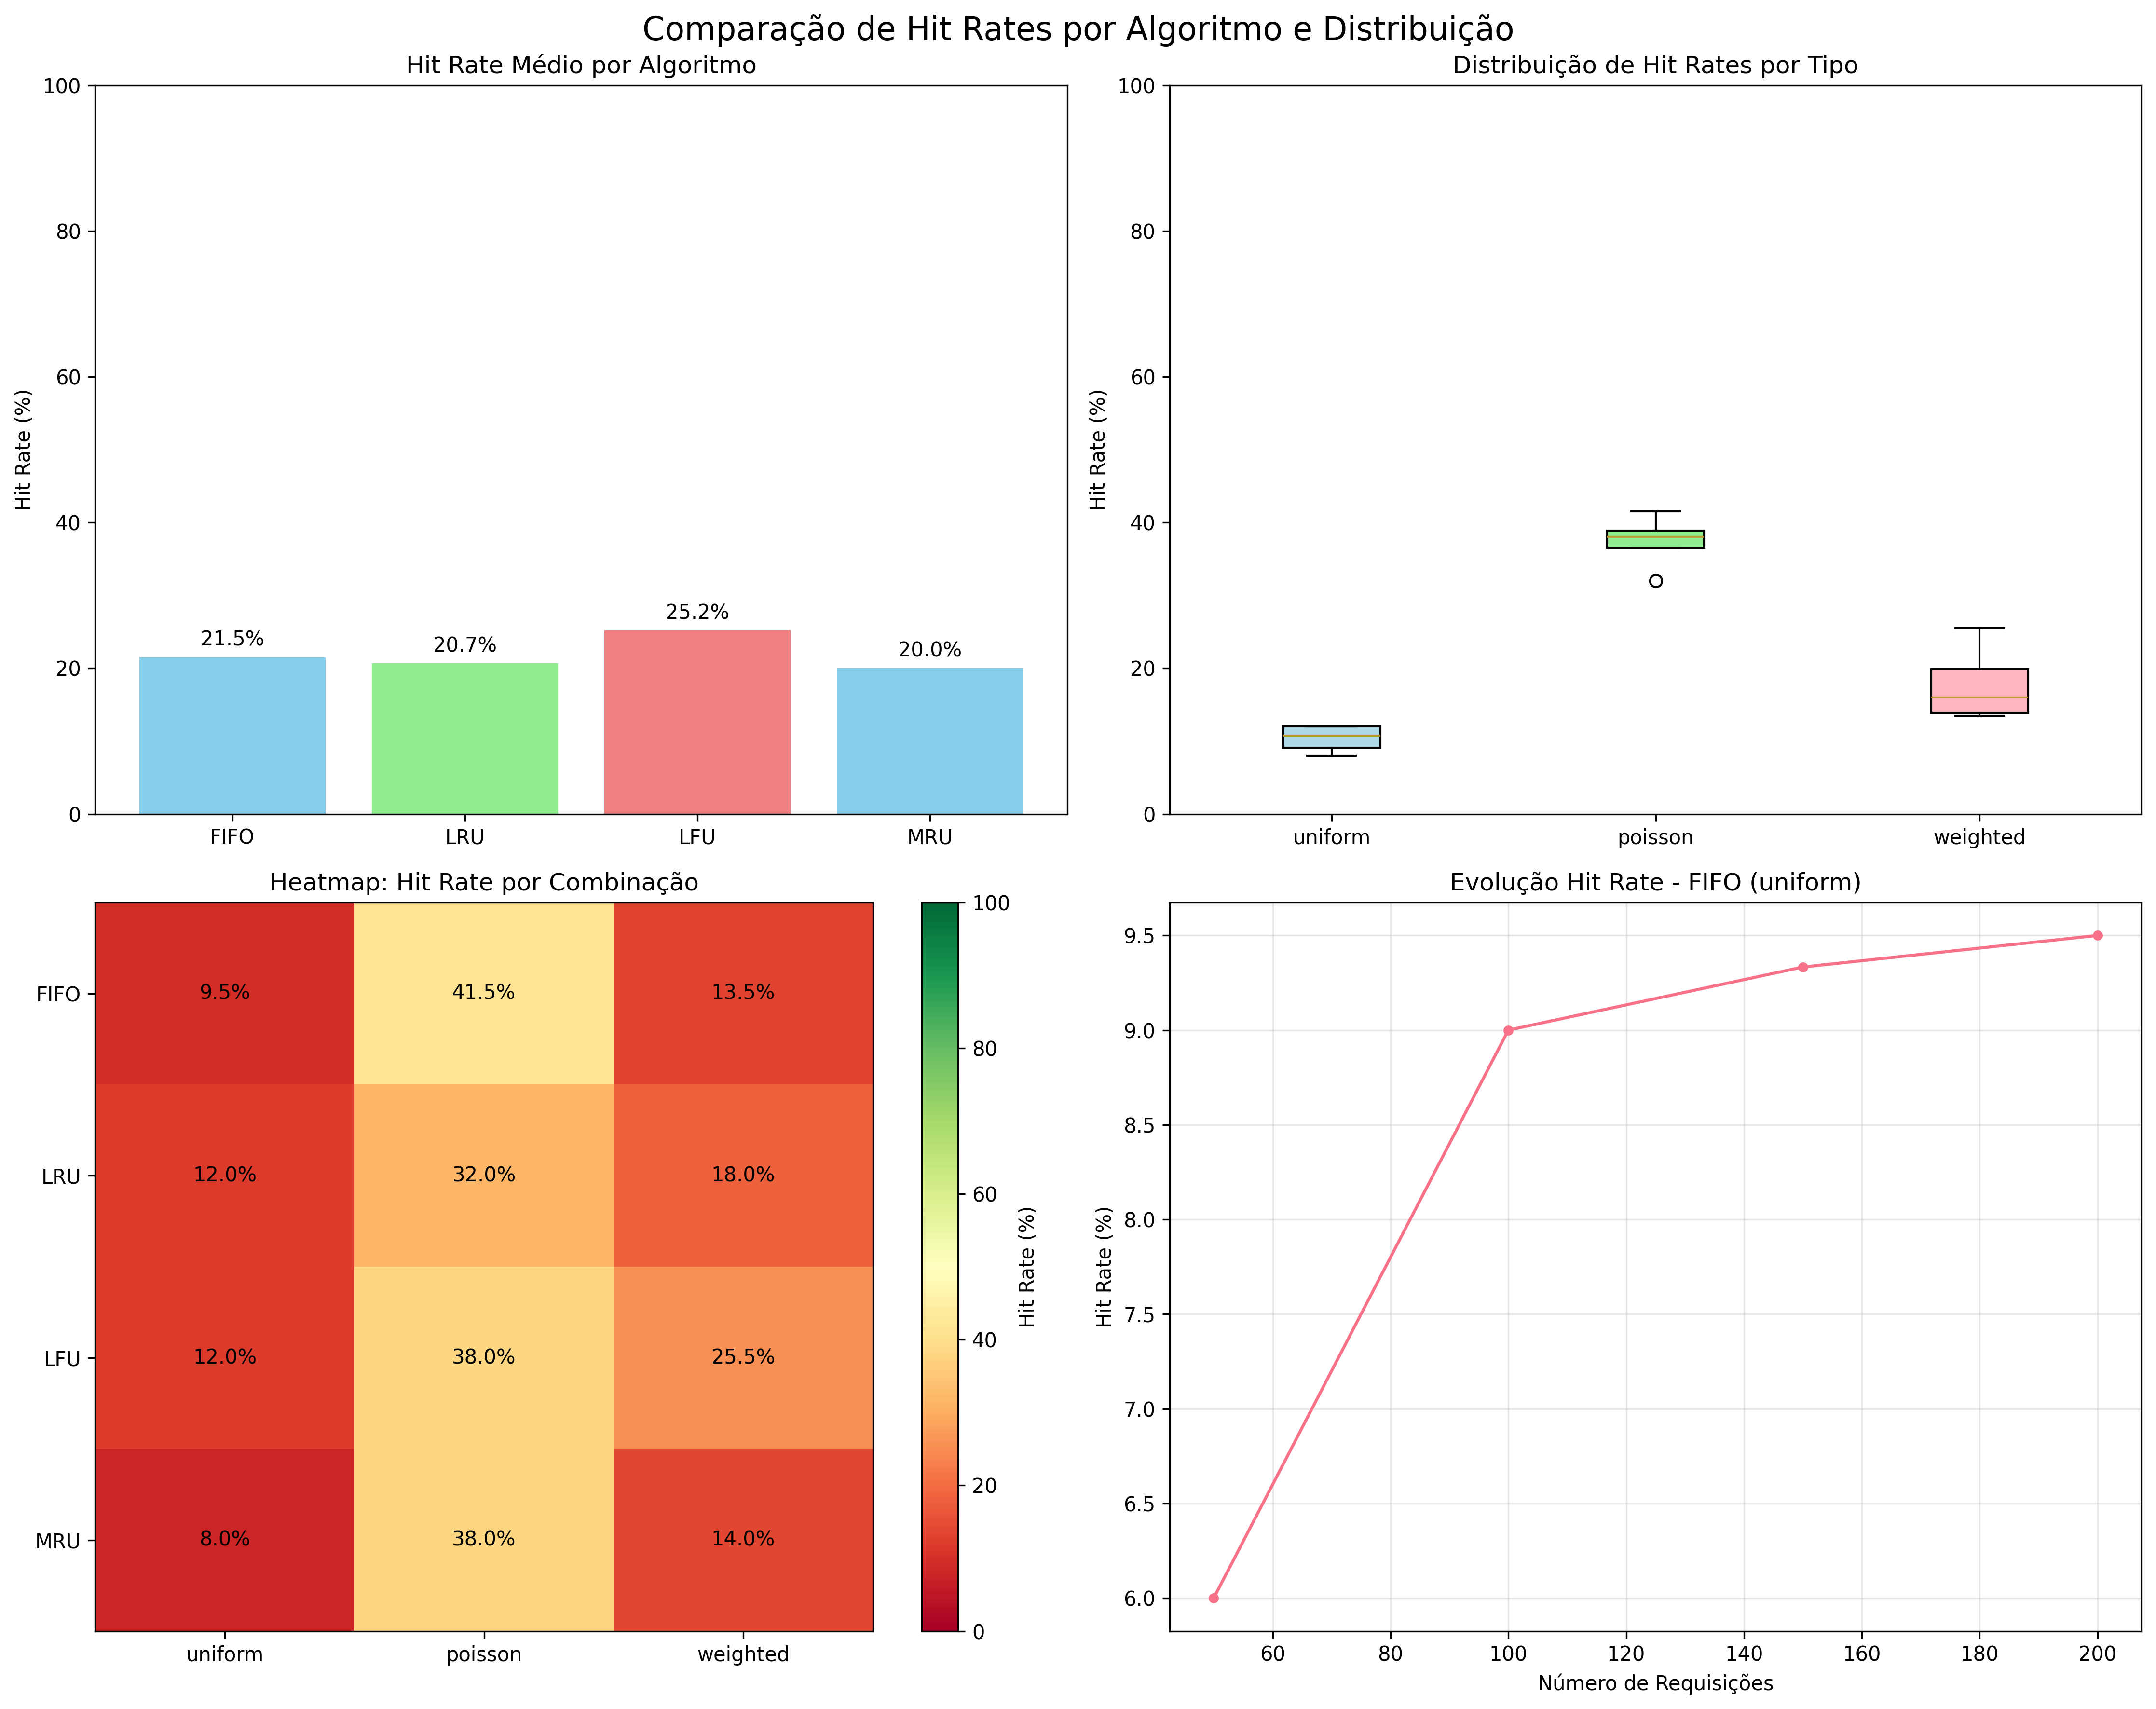 Comparação de Hit Rates por Algoritmo e Distribuição
Hit Rate Médio por Algoritmo
Hit Rate (%)
100
80
60
40
20
0
21.5%
20.7%
25.2%
20.0%
FIFO
LRU
LFU
MRU
Distribuição de Hit Rates por Tipo
Hit Rate (%)
100
80
60
40
20
0
uniform
poisson
weighted
Heatmap: Hit Rate por Combinação
FIFO
9.5%
41.5%
13.5%
LRU
12.0%
32.0%
18.0%
LFU
12.0%
38.0%
25.5%
MRU
8.0%
38.0%
14.0%
uniform
poisson
weighted
100
80
60
40
20
0
Hit Rate (%)
Evolução Hit Rate - FIFO (uniform)
Hit Rate (%)
9.5
9.0
8.5
8.0
7.5
7.0
6.5
6.0
60
80
100
120
140
160
180
200
Número de Requisições